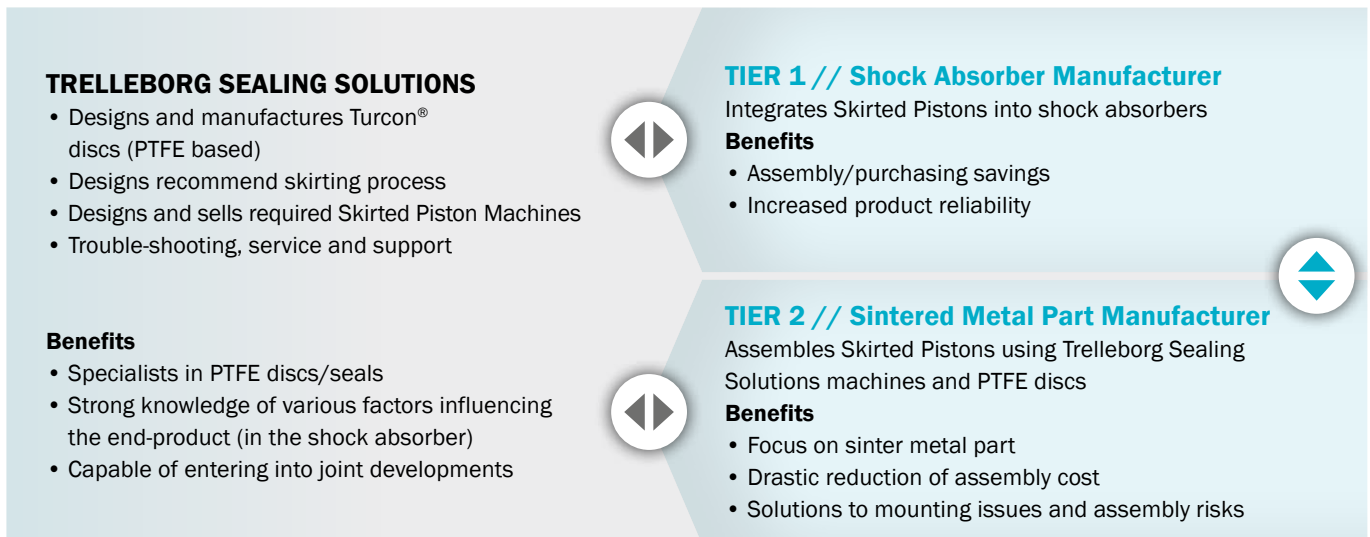 TRELLEBORG SEALING SOLUTIONS
• Designs and manufactures Turcon®
discs (PTFE based)
• Designs recommend skirting process
• Designs and sells required Skirted Piston Machines
• Trouble-shooting, service and support
Benefits
• Specialists in PTFE discs/seals
• Strong knowledge of various factors influencing
the end-product (in the shock absorber)
• Capable of entering into joint developments
TIER 1 // Shock Absorber Manufacturer
Integrates Skirted Pistons into shock absorbers
Benefits
• Assembly/purchasing savings
• Increased product reliability
TIER 2 // Sintered Metal Part Manufacturer
Assembles Skirted Pistons using Trelleborg Sealing
Solutions machines and PTFE discs
Benefits
• Focus on sinter metal part
• Drastic reduction of assembly cost
• Solutions to mounting issues and assembly risks